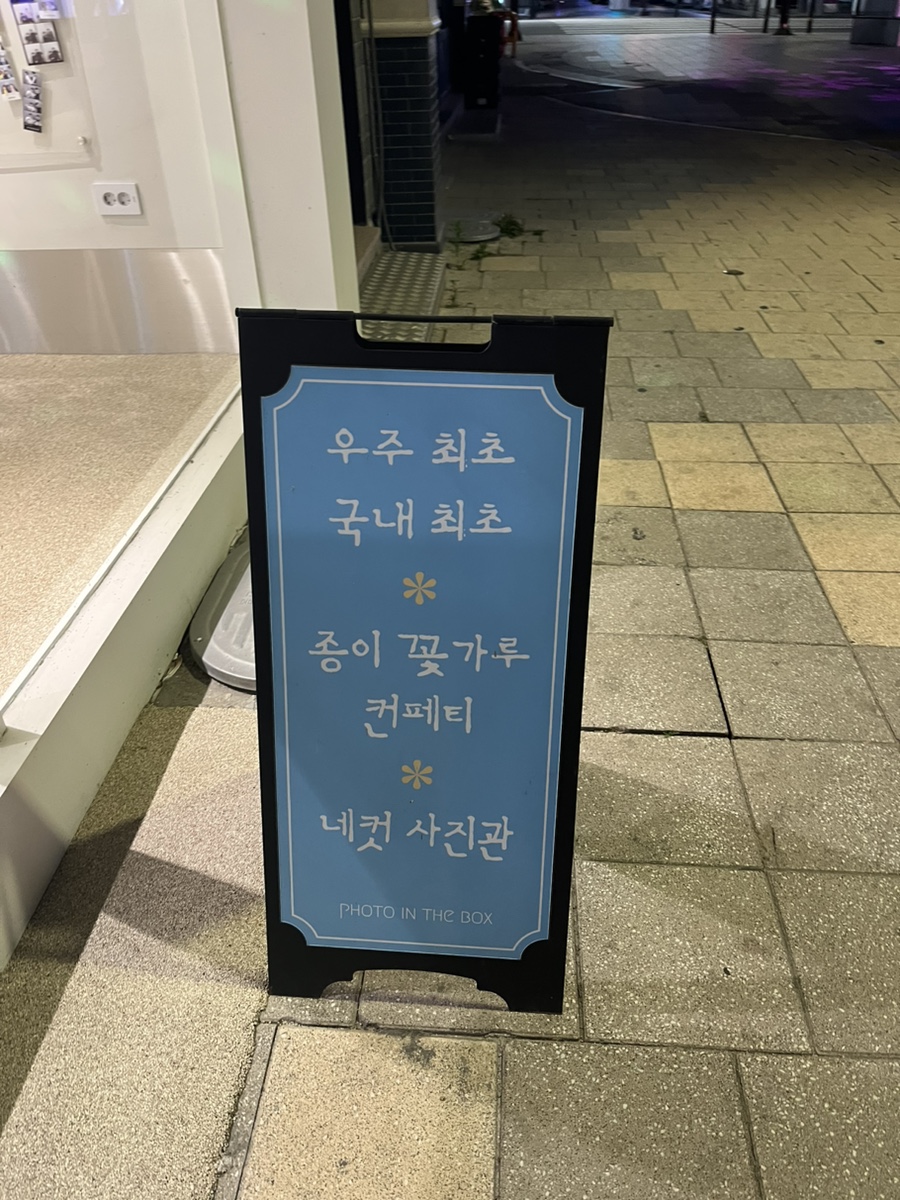 우주 최초
국내 최초
종이 꽃가루
컨페티
네컷 사진관
PHOTO IN THE BOX